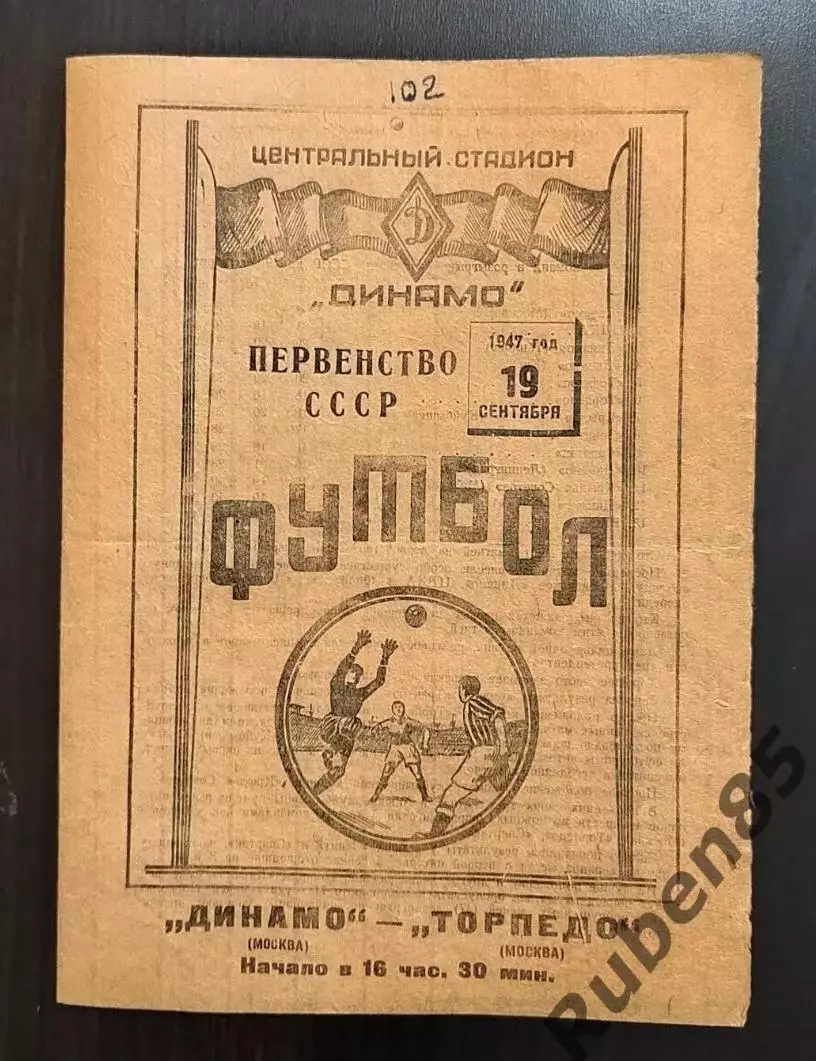 102
ЦЕНТРАЛЬНЫЙ СТАДИОН
Д
„ДИНАМО“
ПЕРВЕНСТВО
СССР
1947 год
19
СЕНТЯБРЯ
ФУТБОЛ
„ДИНАМО“ — „ТОРПЕДО“
(МОСКВА) (МОСКВА)
Начало в 16 час. 30 мин.
Ruben85